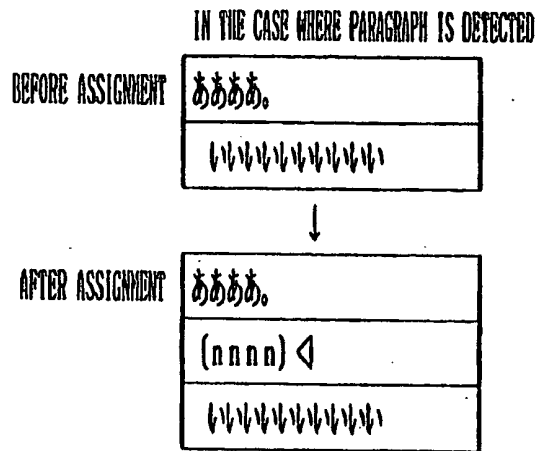 IN THE CASE WHERE PARAGRAPH IS DETECTED
BEFORE ASSIGNMENT
ああああ。
いいいいいいいいいい
↓
AFTER ASSIGNMENT
ああああ。
(nnnn)◁
いいいいいいいいいい